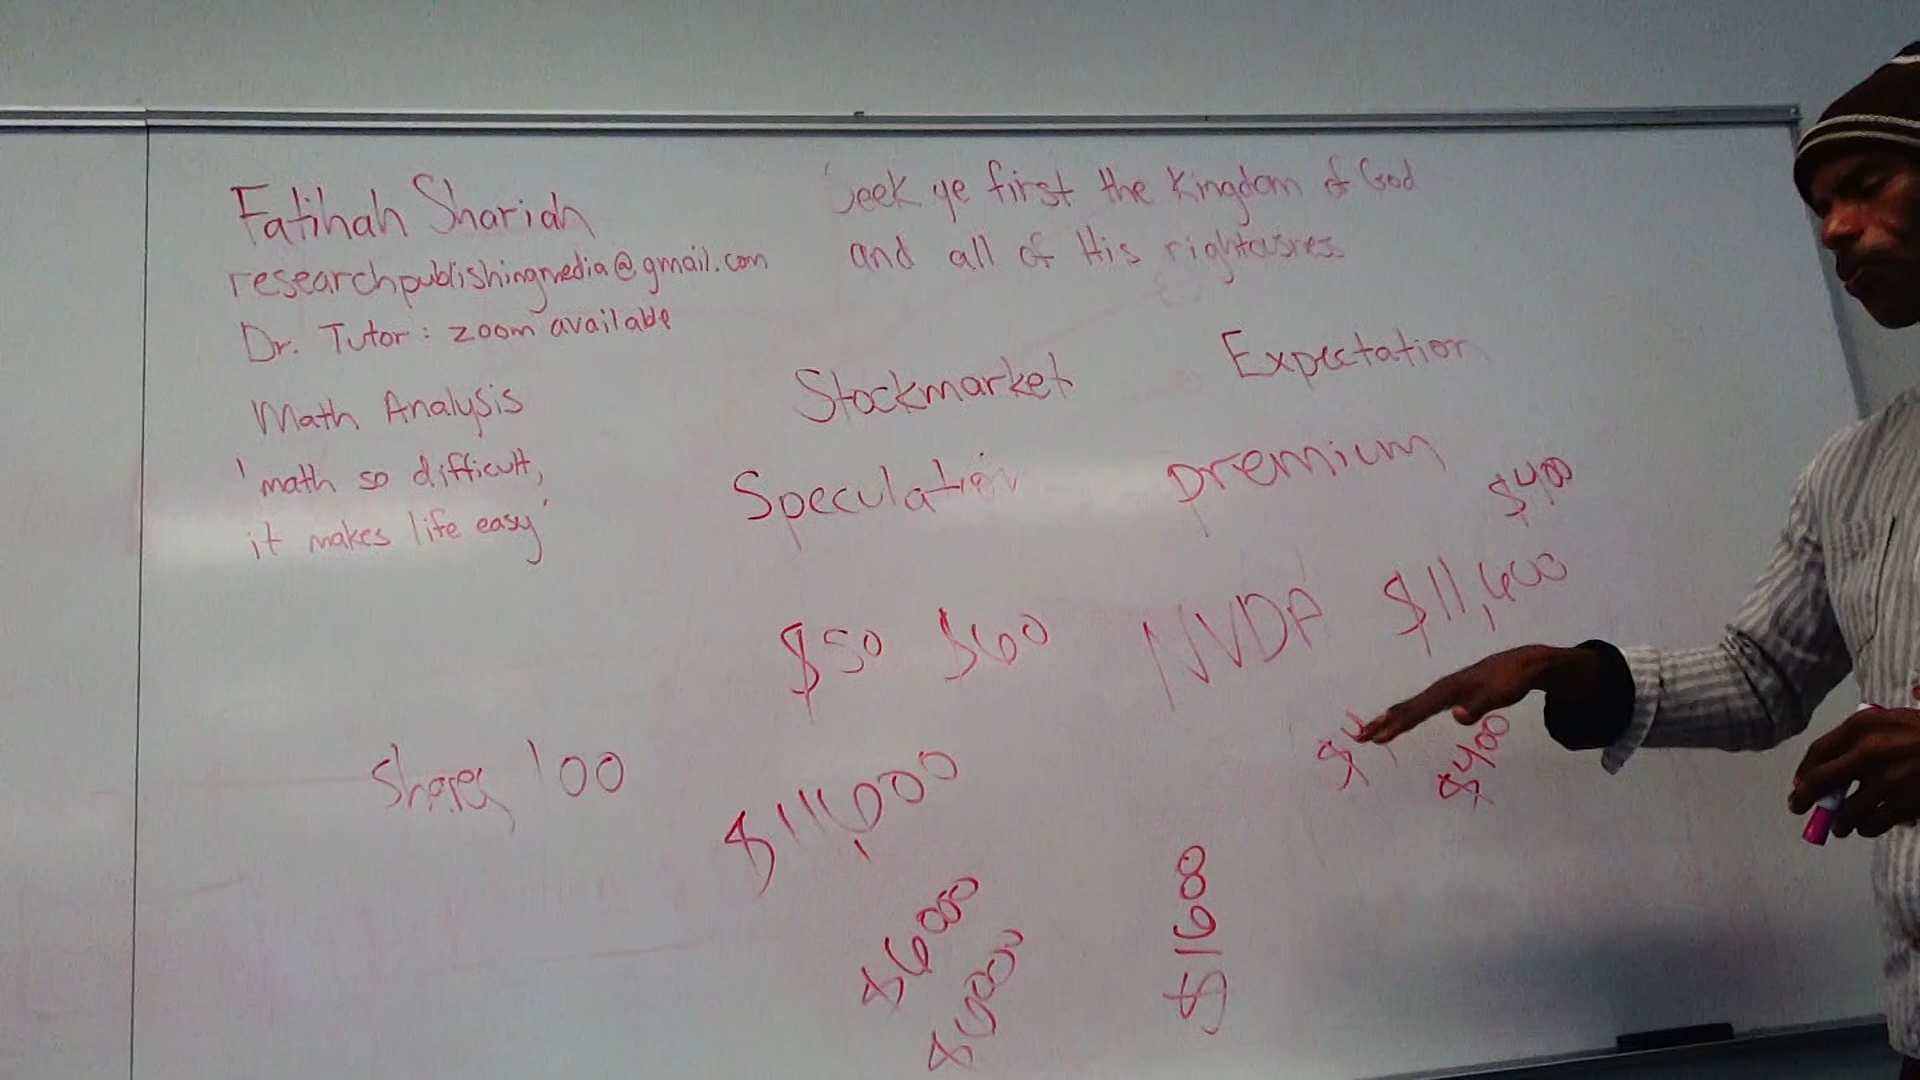 Fatihah Shariah
researchpublishingmedia@gmail.com
Dr. Tutor: zoom available
Math Analysis
'math so difficult,
it makes life easy'
Seek ye first the Kingdom of God
and all of His
Stockmarket
Expectation
Speculation
premium
$400
$50 $60
NVDA
$11,600
Shares 100
$11,000
$400
$6000
$1600